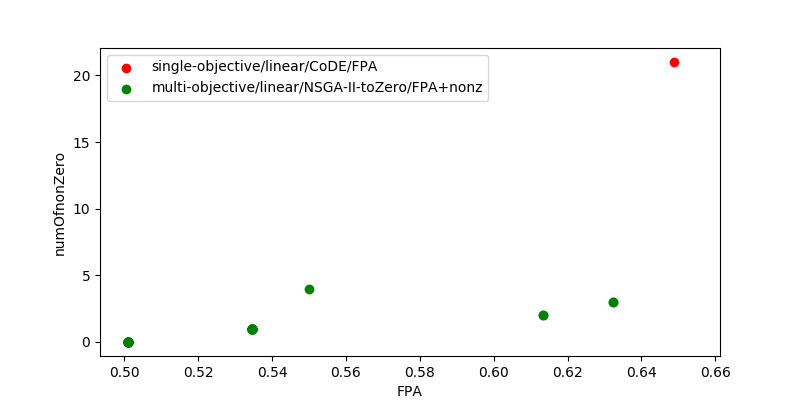 single-objective/linear/CoDE/FPA
multi-objective/linear/NSGA-II-toZero/FPA+nonz
numOfnonZero
20
15
10
5
0
0.50 0.52 0.54 0.56 0.58 0.60 0.62 0.64 0.66
FPA